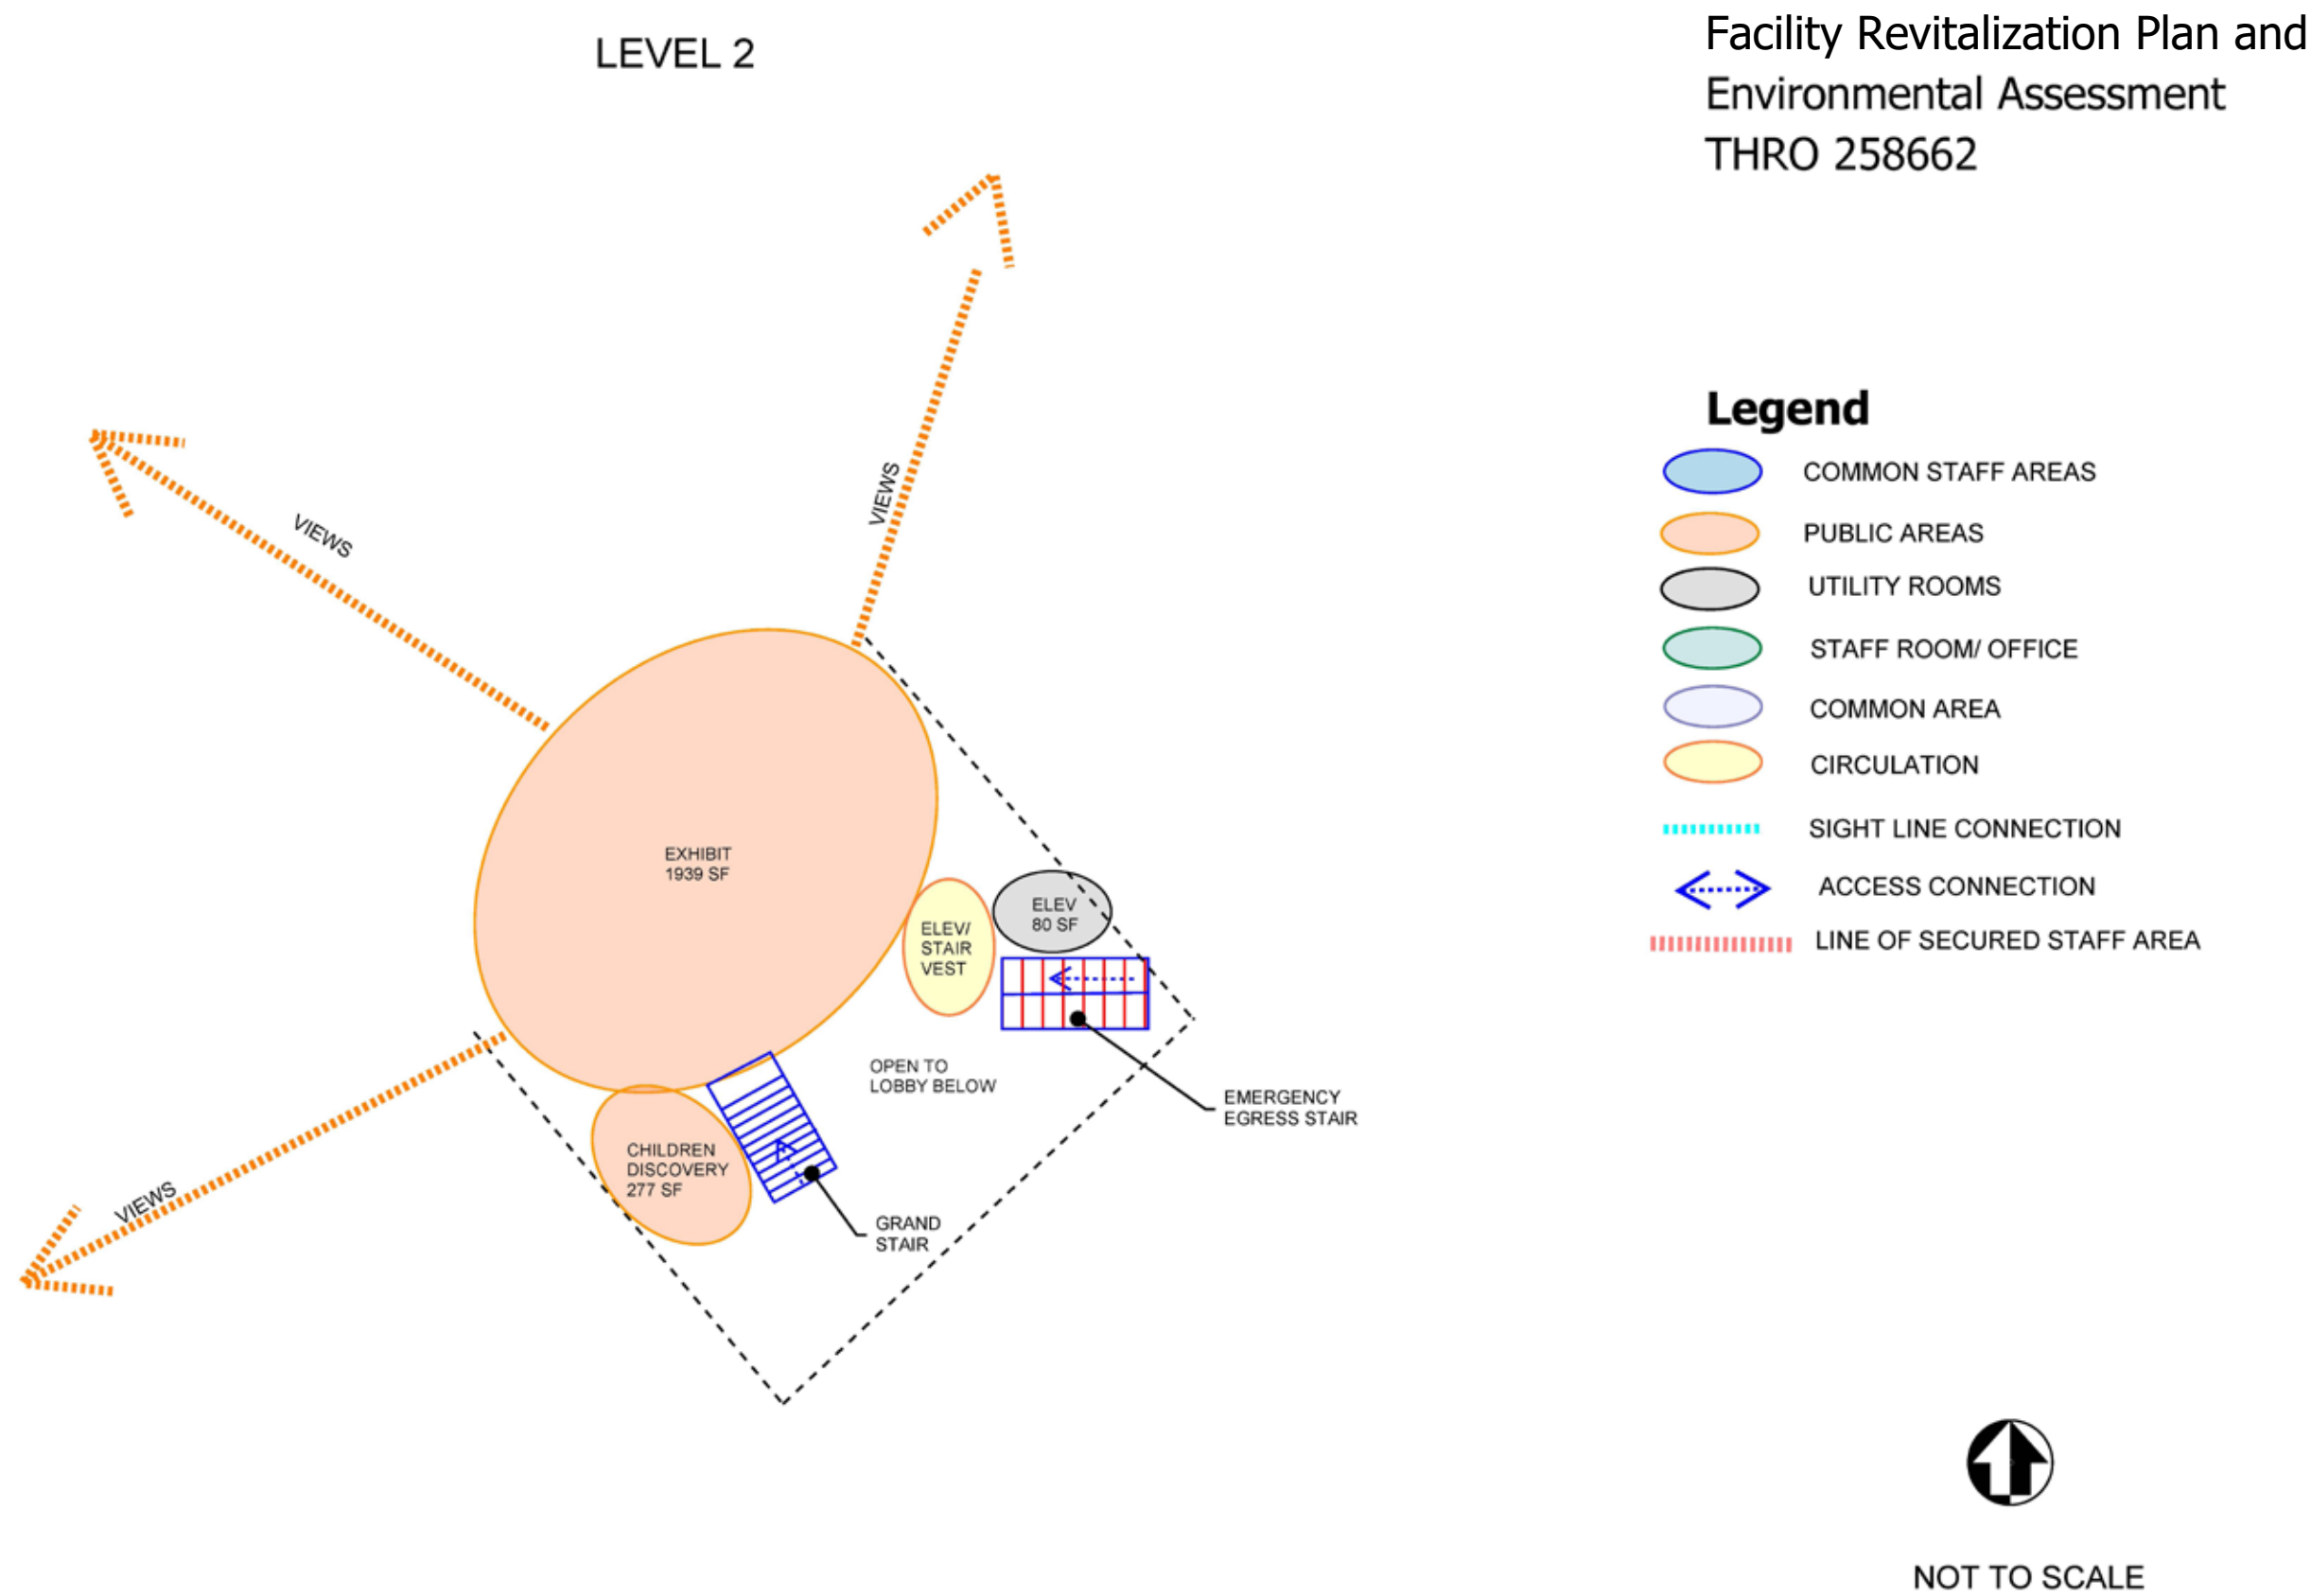 LEVEL 2
Facility Revitalization Plan and
Environmental Assessment
THRO 258662
VIEWS
VIEWS
EXHIBIT
1939 SF
ELEV/
STAIR
VEST
ELEV
80 SF
OPEN TO
LOBBY BELOW
EMERGENCY
EGRESS STAIR
CHILDREN
DISCOVERY
277 SF
VIEWS
GRAND
STAIR
Legend
COMMON STAFF AREAS
PUBLIC AREAS
UTILITY ROOMS
STAFF ROOM/ OFFICE
COMMON AREA
CIRCULATION
SIGHT LINE CONNECTION
ACCESS CONNECTION
LINE OF SECURED STAFF AREA
NOT TO SCALE